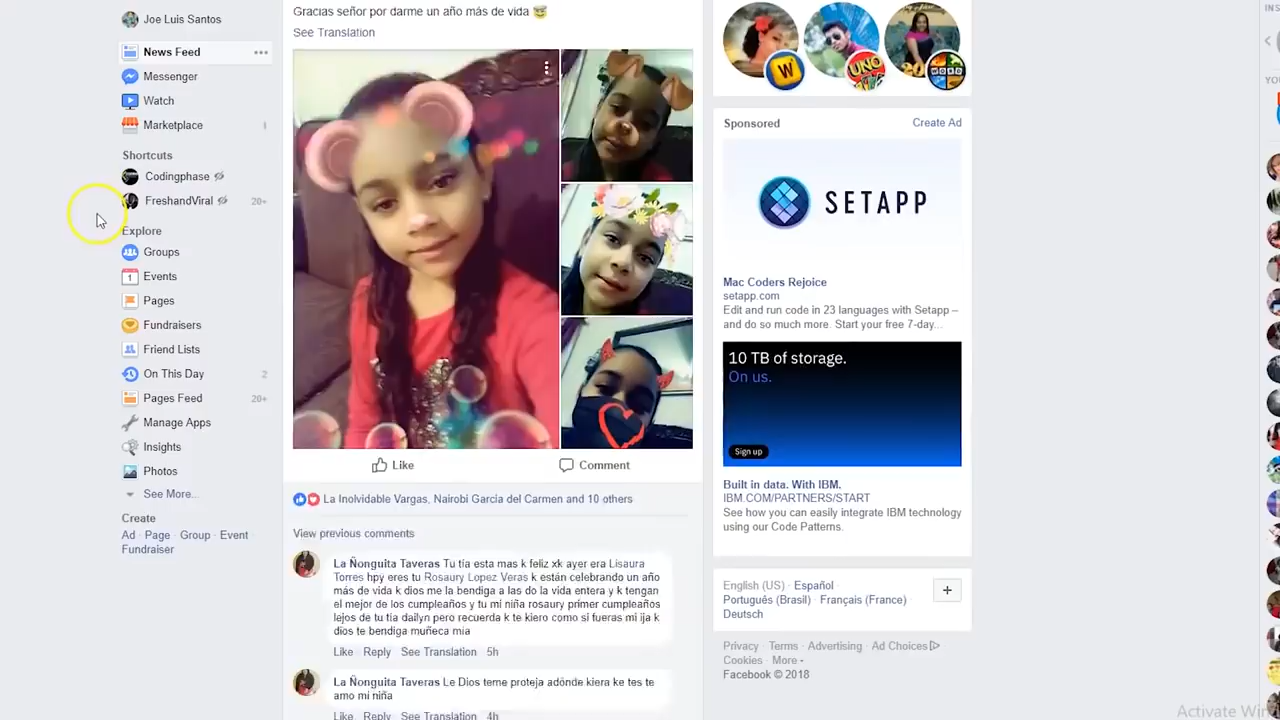 Joe Luis Santos
News Feed
Messenger
Watch
Marketplace 1
Shortcuts
Codingphase
FreshandViral 20+
Explore
Groups
1 Events
Pages
Fundraisers
Friend Lists
On This Day 2
Pages Feed 20+
Manage Apps
Insights
Photos
See More...
Create
Ad · Page · Group · Event ·
Fundraiser
Gracias señor por darme un año más de vida
See Translation
Like Comment
La Inolvidable Vargas, Nairobi Garcia del Carmen and 10 others
View previous comments
La Ñonguita Taveras Tu tía esta mas k feliz xk ayer era Lisaura
Torres hpy eres tu Rosaury Lopez Veras k están celebrando un año
más de vida k dios me la bendiga a las do la vida entera y k tengan
el mejor de los cumpleaños y tu mi niña rosaury primer cumpleaños
lejos de tu tía dailyn pero recuerda k te kiero como si fueras mi ija k
dios te bendiga muñeca mia
Like · Reply · See Translation · 5h
La Ñonguita Taveras Le Dios teme proteja adónde kiera ke tes te
amo mi niña
Like · Reply · See Translation · 4h
W
UNO
20
WORD
Sponsored Create Ad
SETAPP
Mac Coders Rejoice
setapp.com
Edit and run code in 23 languages with Setapp –
and do so much more. Start your free 7-day...
10 TB of storage.
On us.
Sign up
Built in data. With IBM.
IBM.COM/PARTNERS/START
See how you can easily integrate IBM technology
using our Code Patterns.
English (US) · Español ·
Português (Brasil) · Français (France) ·
Deutsch
Privacy · Terms · Advertising · Ad Choices ·
Cookies · More
Facebook © 2018
INS
YOU
Activate Win